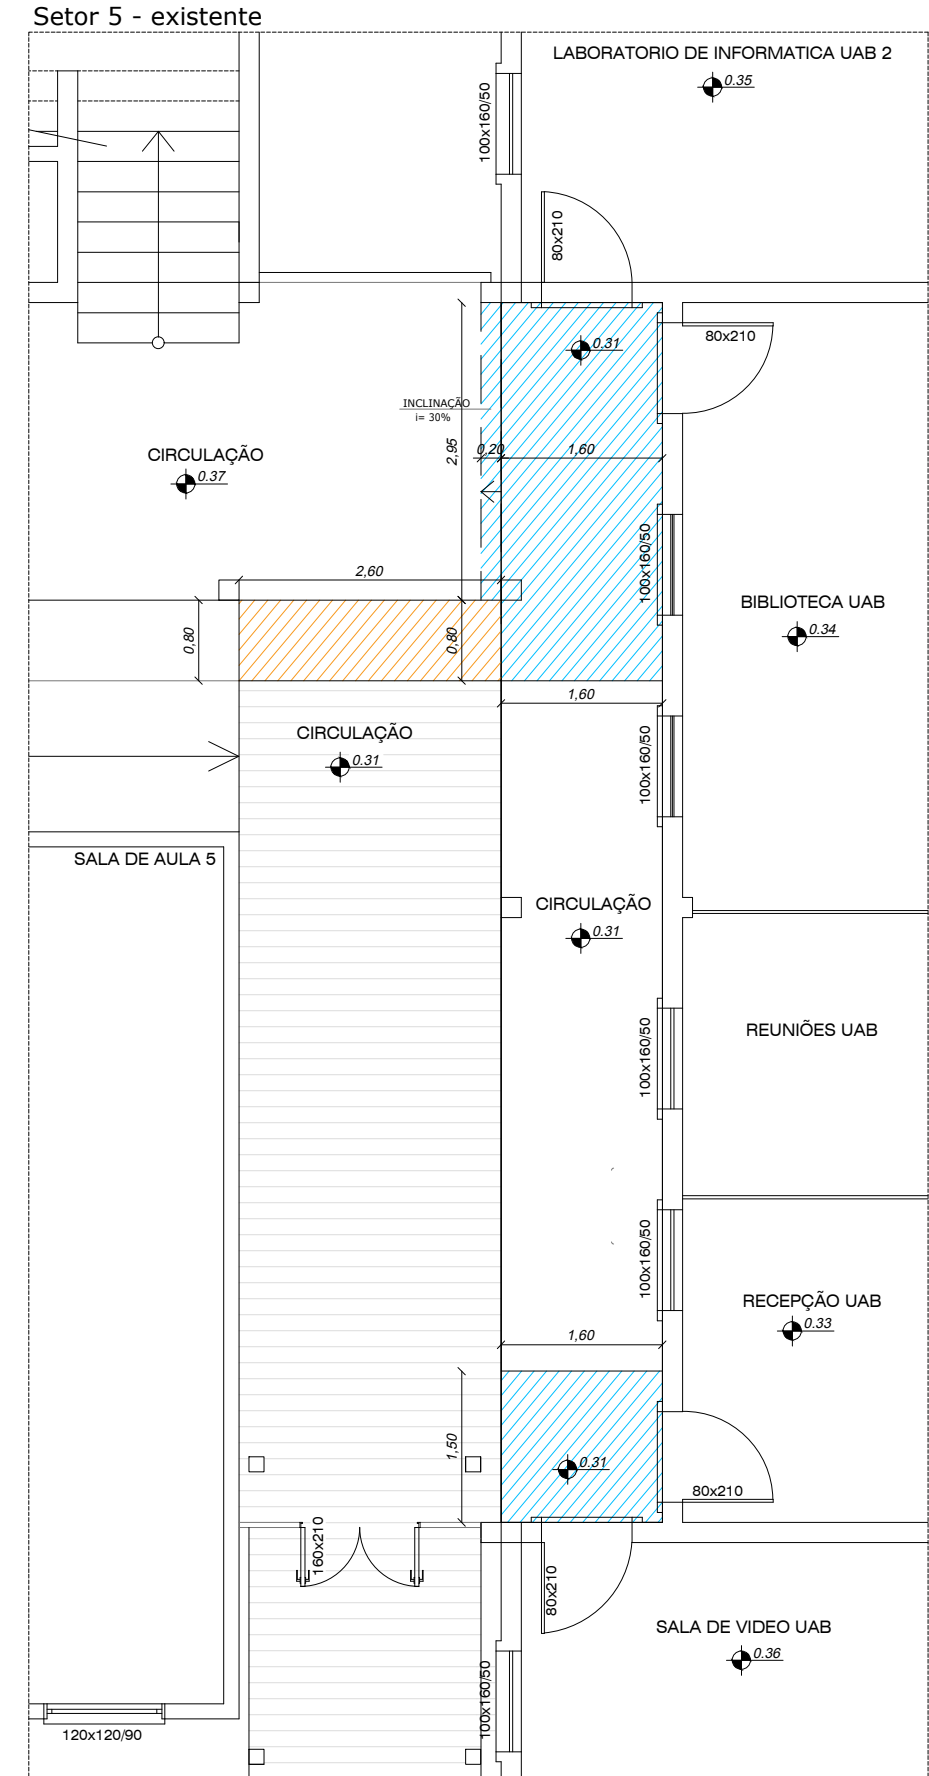 Setor 5 - existente
LABORATORIO DE INFORMATICA UAB 2
0.35
100x160/50
80x210
0.31
80x210
INCLINAÇÃO
i= 30%
2,95
0,20
1,60
CIRCULAÇÃO
0.37
100x160/50
2,60
BIBLIOTECA UAB
0.34
0,80
0,80
1,60
CIRCULAÇÃO
0.31
100x160/50
SALA DE AULA 5
CIRCULAÇÃO
0.31
REUNIÕES UAB
100x160/50
100x160/50
RECEPÇÃO UAB
0.33
1,60
1,50
0.31
80x210
160x210
80x210
SALA DE VIDEO UAB
0.36
100x160/50
120x120/90